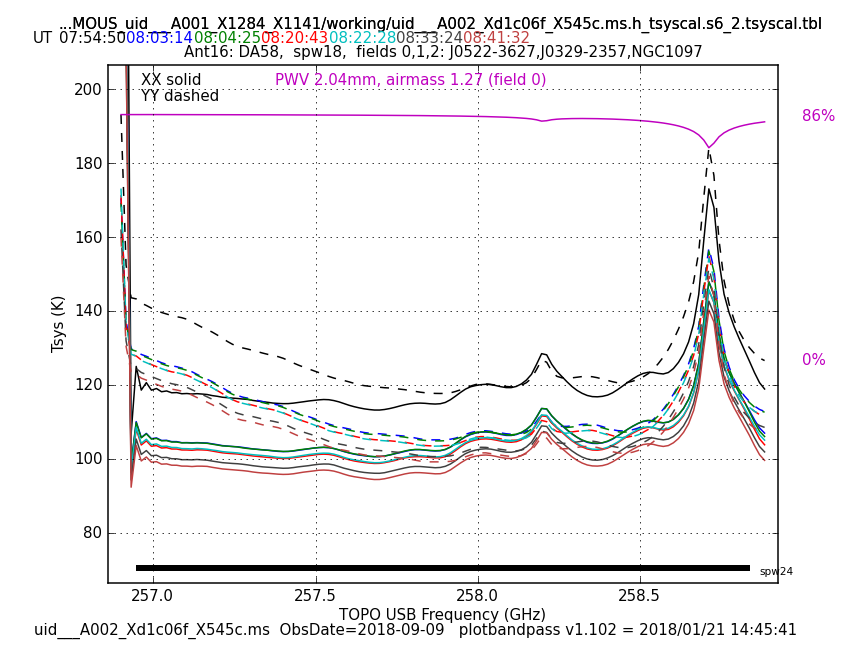 ...MOUS_uid___A001_X1284_X1141/working/uid___A002_Xd1c06f_X545c.ms.h_tsyscal.s6_2.tsyscal.tbl
UT 07:54:50 08:03:14 08:04:25 08:20:43 08:22:28 08:33:24 08:41:32
Ant16: DA58, spw18, fields 0,1,2: J0522-3627,J0329-2357,NGC1097
XX solid
PWV 2.04mm, airmass 1.27 (field 0)
YY dashed
200
180
160
140
120
100
80
Tsys (K)
86%
0%
spw24
257.0 257.5 258.0 258.5
TOPO USB Frequency (GHz)
uid___A002_Xd1c06f_X545c.ms ObsDate=2018-09-09 plotbandpass v1.102 = 2018/01/21 14:45:41